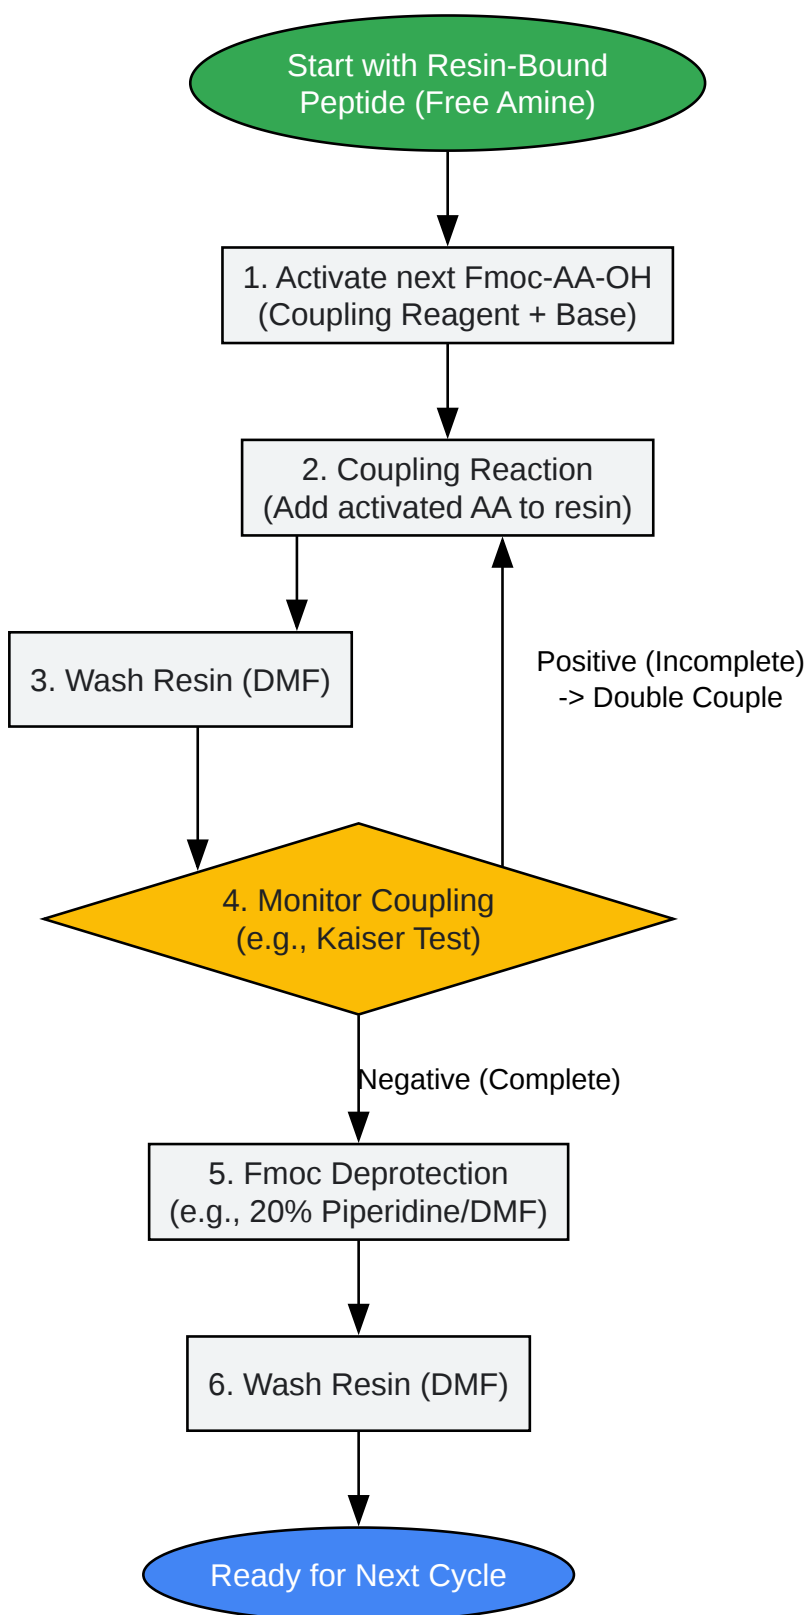 Start with Resin-Bound
Peptide (Free Amine)
1. Activate next Fmoc-AA-OH
(Coupling Reagent + Base)
2. Coupling Reaction
(Add activated AA to resin)
3. Wash Resin (DMF)
Positive (Incomplete)
-> Double Couple
4. Monitor Coupling
(e.g., Kaiser Test)
Negative (Complete)
5. Fmoc Deprotection
(e.g., 20% Piperidine/DMF)
6. Wash Resin (DMF)
Ready for Next Cycle